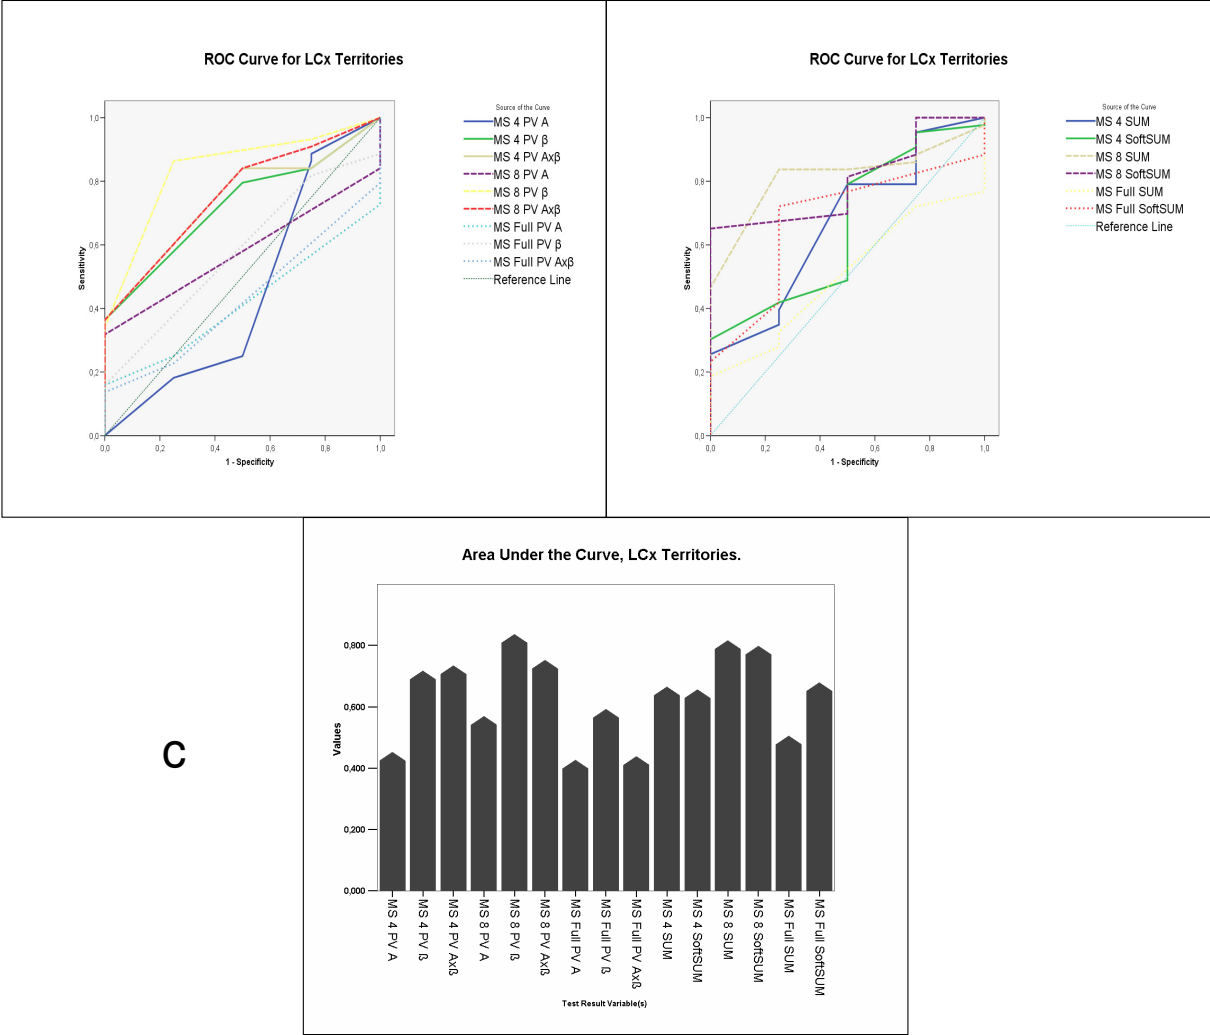 ROC Curve for LCx Territories
Source of the Curve
MS 4 PV A
MS 4 PV β
MS 4 PV Axβ
MS 8 PV A
MS 8 PV β
MS 8 PV Axβ
MS Full PV A
MS Full PV β
MS Full PV Axβ
Reference Line
Sensitivity
1,0
0,8
0,6
0,4
0,2
0,0
0,0 0,2 0,4 0,6 0,8 1,0
1 - Specificity
ROC Curve for LCx Territories
Source of the Curve
MS 4 SUM
MS 4 SoftSUM
MS 8 SUM
MS 8 SoftSUM
MS Full SUM
MS Full SoftSUM
Reference Line
Sensitivity
1,0
0,8
0,6
0,4
0,2
0,0
0,0 0,2 0,4 0,6 0,8 1,0
1 - Specificity
C
Area Under the Curve, LCx Territories.
Values
0,800
0,600
0,400
0,200
0,000
MS 4 PV A
MS 4 PV ß
MS 4 PV Axß
MS 8 PV A
MS 8 PV ß
MS 8 PV Axß
MS Full PV A
MS Full PV ß
MS Full PV Axß
MS 4 SUM
MS 4 SoftSUM
MS 8 SUM
MS 8 SoftSUM
MS Full SUM
MS Full SoftSUM
Test Result Variable(s)